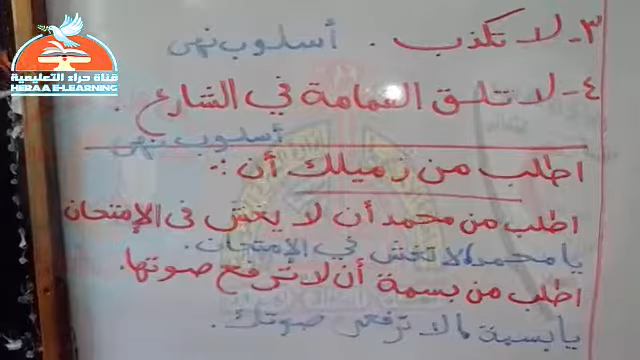 ٣- لا تكذب . أسلوب نهى
قناة حراء التعليمية
HERAA E-LEARNING
٤- لا تلق القمامة في الشارع .
أسلوب نهى
اطلب من زميلك أن :-
اطلب من محمد أن لا يغش فى الإمتحان
يا محمد، لا تغش في الإمتحان.
اطلب من بسمة أن لا ترفع صوتها.
يا بسمة، لا ترفعى صوتك.